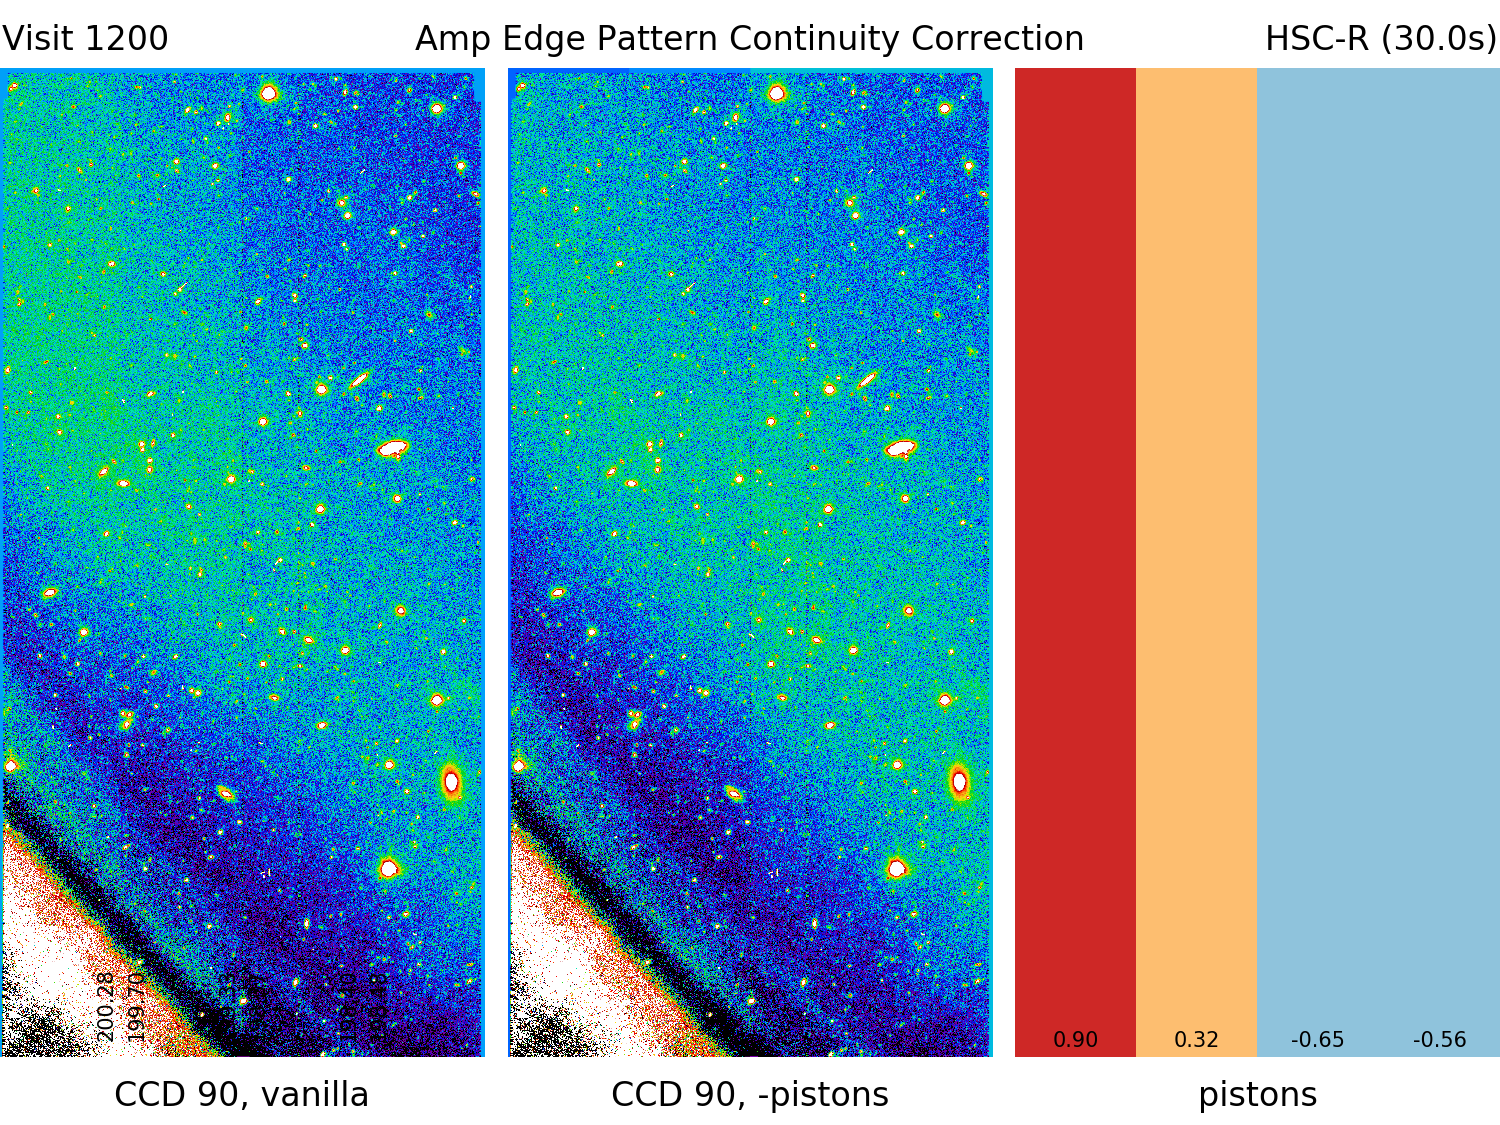 Visit 1200
Amp Edge Pattern Continuity Correction
HSC-R (30.0s)
200.28
199.70
0.90
0.32
-0.65
-0.56
CCD 90, vanilla
CCD 90, -pistons
pistons